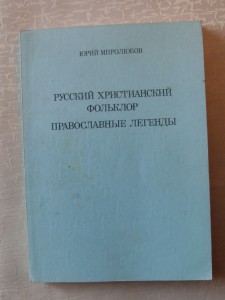 ЮРИЙ МИРОЛЮБОВ
РУССКИЙ ХРИСТИАНСКИЙ
ФОЛЬКЛОР
ПРАВОСЛАВНЫЕ ЛЕГЕНДЫ